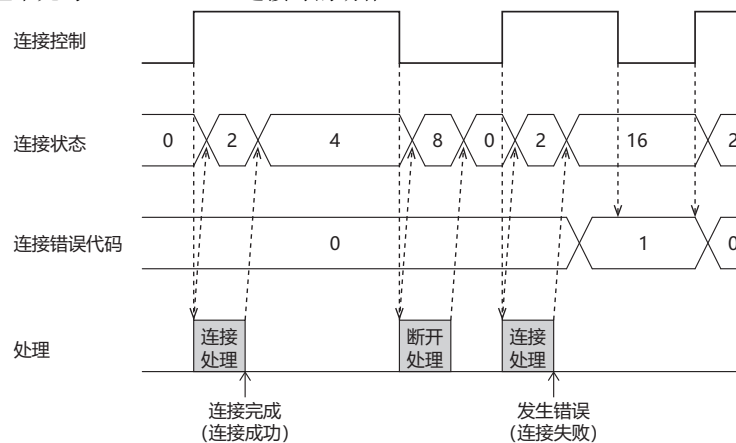 连接控制
连接状态
0 2 4 8 0 2 16 2
连接错误代码
0 1 0
处理
连接
处理
断开
处理
连接
处理
连接完成
(连接成功)
发生错误
(连接失败)